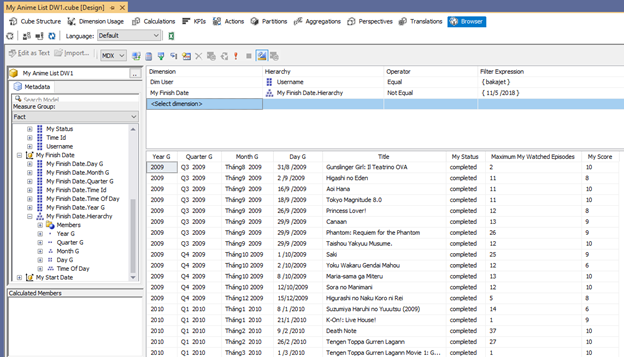 My Anime List DW1.cube [Design]
Cube Structure Dimension Usage Calculations KPIs Actions Partitions Aggregations Perspectives Translations Browser
Language: Default
Edit as Text Import... MDX
My Anime List DW1 ..
Metadata
Search Model
Measure Group:
Fact
My Status
Time Id
Username
My Finish Date
My Finish Date.Day G
My Finish Date.Month G
My Finish Date.Quarter G
My Finish Date.Time Id
My Finish Date.Time Of Day
My Finish Date.Year G
My Finish Date.Hierarchy
Members
Year G
Quarter G
Month G
Day G
Time Of Day
My Start Date
Calculated Members
Dimension Hierarchy Operator Filter Expression
Dim User Username Equal { bakajet }
My Finish Date My Finish Date.Hierarchy Not Equal { 11/5 /2018 }
<Select dimension>
Year G Quarter G Month G Day G Title My Status Maximum My Watched Episodes My Score
2009 Q3 2009 Tháng8 2009 31/8 /2009 Gunslinger Girl: Il Teatrino OVA completed 2 10
2009 Q3 2009 Tháng9 2009 2 /9 /2009 Higashi no Eden completed 11 8
2009 Q3 2009 Tháng9 2009 16/9 /2009 Aoi Hana completed 11 10
2009 Q3 2009 Tháng9 2009 18/9 /2009 Tokyo Magnitude 8.0 completed 11 10
2009 Q3 2009 Tháng9 2009 26/9 /2009 Princess Lover! completed 12 8
2009 Q3 2009 Tháng9 2009 29/9 /2009 Canaan completed 13 9
2009 Q3 2009 Tháng9 2009 29/9 /2009 Phantom: Requiem for the Phantom completed 26 9
2009 Q3 2009 Tháng9 2009 29/9 /2009 Taishou Yakyuu Musume. completed 12 10
2009 Q4 2009 Tháng10 2009 1 /10/2009 Saki completed 25 9
2009 Q4 2009 Tháng10 2009 2 /10/2009 Yoku Wakaru Gendai Mahou completed 12 6
2009 Q4 2009 Tháng10 2009 8 /10/2009 Maria-sama ga Miteru completed 13 10
2009 Q4 2009 Tháng10 2009 12/10/2009 Sora no Manimani completed 12 10
2009 Q4 2009 Tháng12 2009 15/12/2009 Higurashi no Naku Koro ni Rei completed 5 8
2010 Q1 2010 Tháng1 2010 8 /1 /2010 Suzumiya Haruhi no Yuuutsu (2009) completed 14 6
2010 Q1 2010 Tháng1 2010 21/1 /2010 K-On!: Live House! completed 1 9
2010 Q1 2010 Tháng2 2010 9 /2 /2010 Death Note completed 37 10
2010 Q1 2010 Tháng2 2010 26/2 /2010 Tengen Toppa Gurren Lagann completed 27 10
2010 Q1 2010 Tháng3 2010 1 /3 /2010 Tengen Toppa Gurren Lagann Movie 1: G... completed 1 10